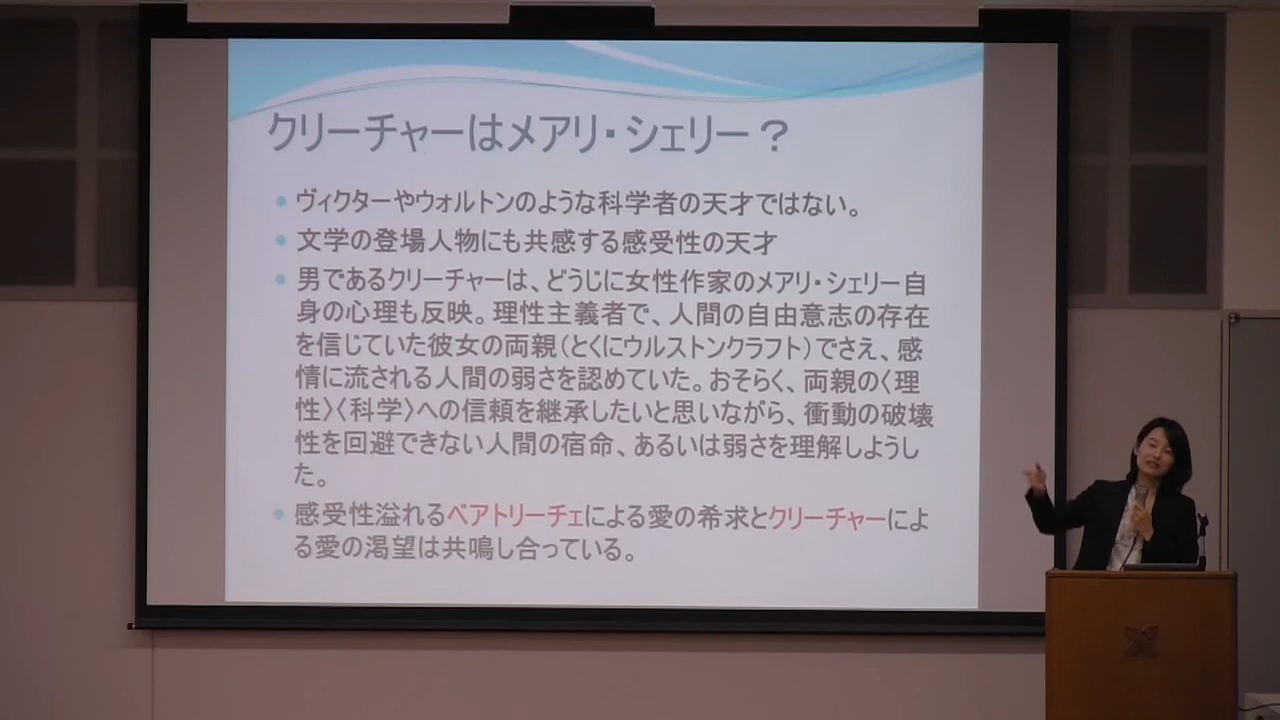 クリーチャーはメアリ・シェリー？
ヴィクターやウォルトンのような科学者の天才ではない。
文学の登場人物にも共感する感受性の天才
男であるクリーチャーは、どうじに女性作家のメアリ・シェリー自
身の心理も反映。理性主義者で、人間の自由意志の存在
を信じていた彼女の両親（とくにウルストンクラフト）でさえ、感
情に流される人間の弱さを認めていた。おそらく、両親の〈理
性〉〈科学〉への信頼を継承したいと思いながら、衝動の破壊
性を回避できない人間の宿命、あるいは弱さを理解しようし
た。
感受性溢れるベアトリーチェによる愛の希求とクリーチャーによ
る愛の渇望は共鳴し合っている。